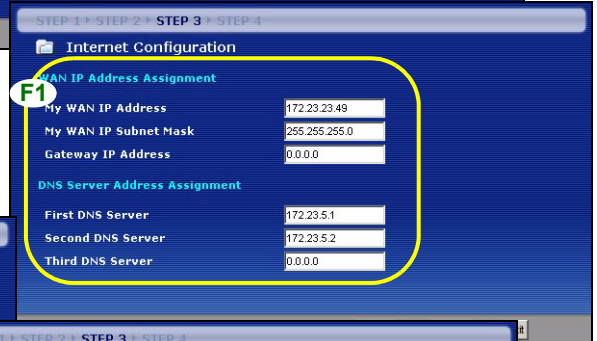 STEP 1 ▸ STEP 2 ▸ STEP 3 ▸ STEP 4
Internet Configuration
WAN IP Address Assignment
F1
My WAN IP Address 172.23.23.49
My WAN IP Subnet Mask 255.255.255.0
Gateway IP Address 0.0.0.0
DNS Server Address Assignment
First DNS Server 172.23.5.1
Second DNS Server 172.23.5.2
Third DNS Server 0.0.0.0
1 ▸ STEP 2 ▸ STEP 3 ▸ STEP 4